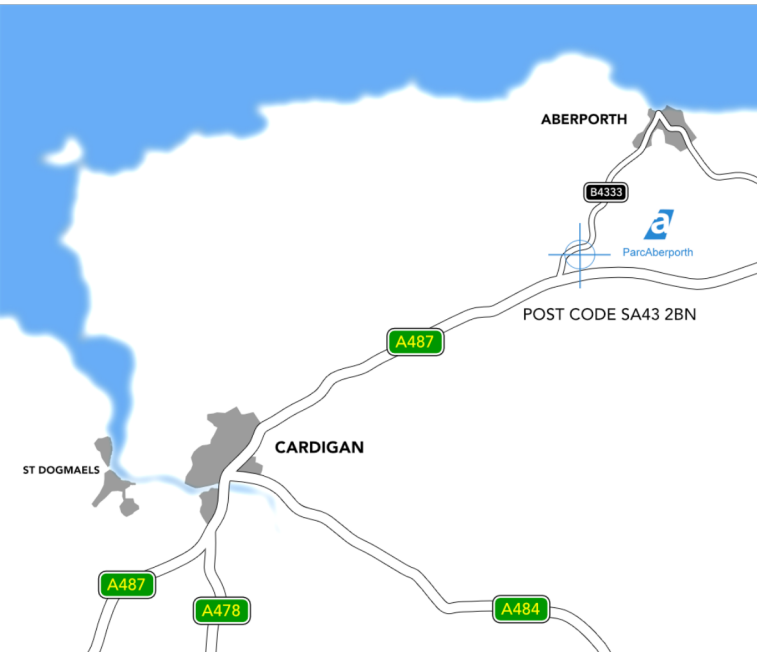 ABERPORTH
B4333
a
ParcAberporth
POST CODE SA43 2BN
A487
CARDIGAN
ST DOGMAELS
A487
A478
A484